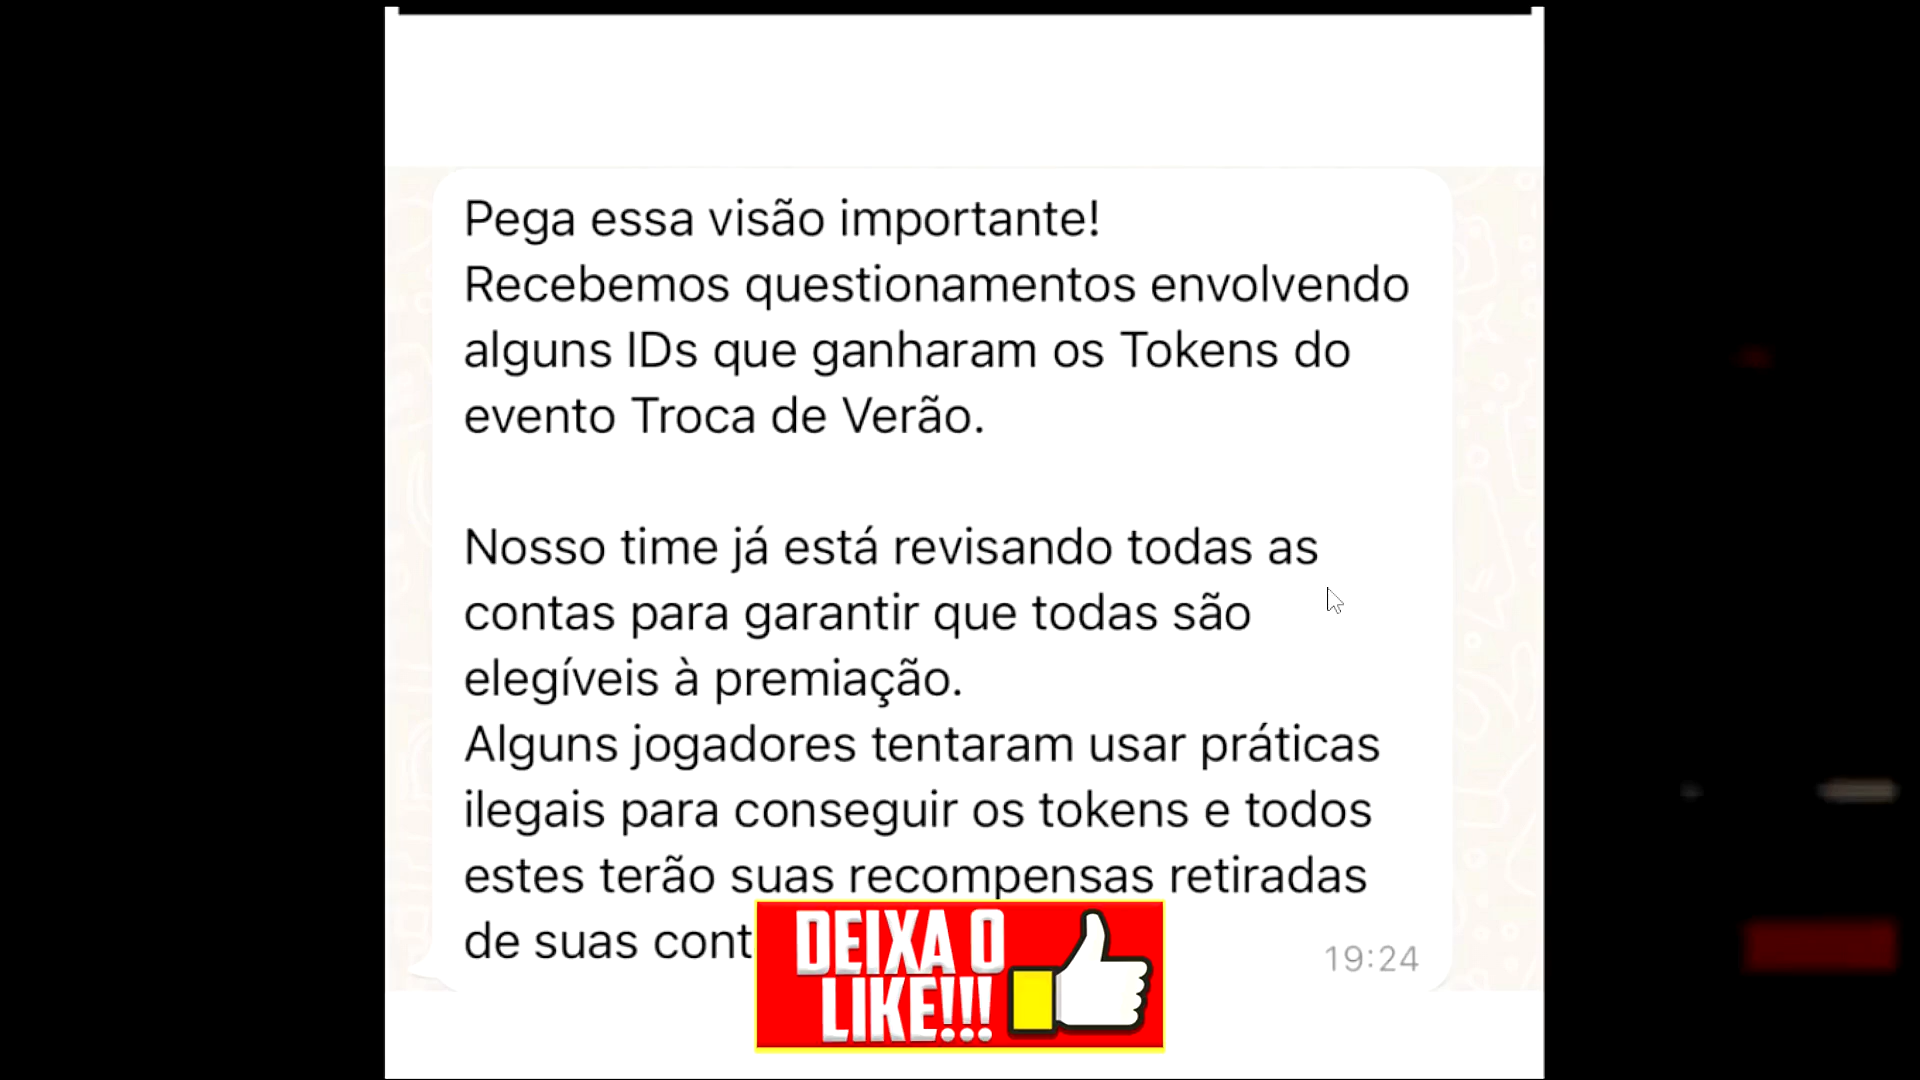 Pega essa visão importante!
Recebemos questionamentos envolvendo
alguns IDs que ganharam os Tokens do
evento Troca de Verão.
Nosso time já está revisando todas as
contas para garantir que todas são
elegíveis à premiação.
Alguns jogadores tentaram usar práticas
ilegais para conseguir os tokens e todos
estes terão suas recompensas retiradas
de suas cont
19:24
DEIXA O
LIKE!!!